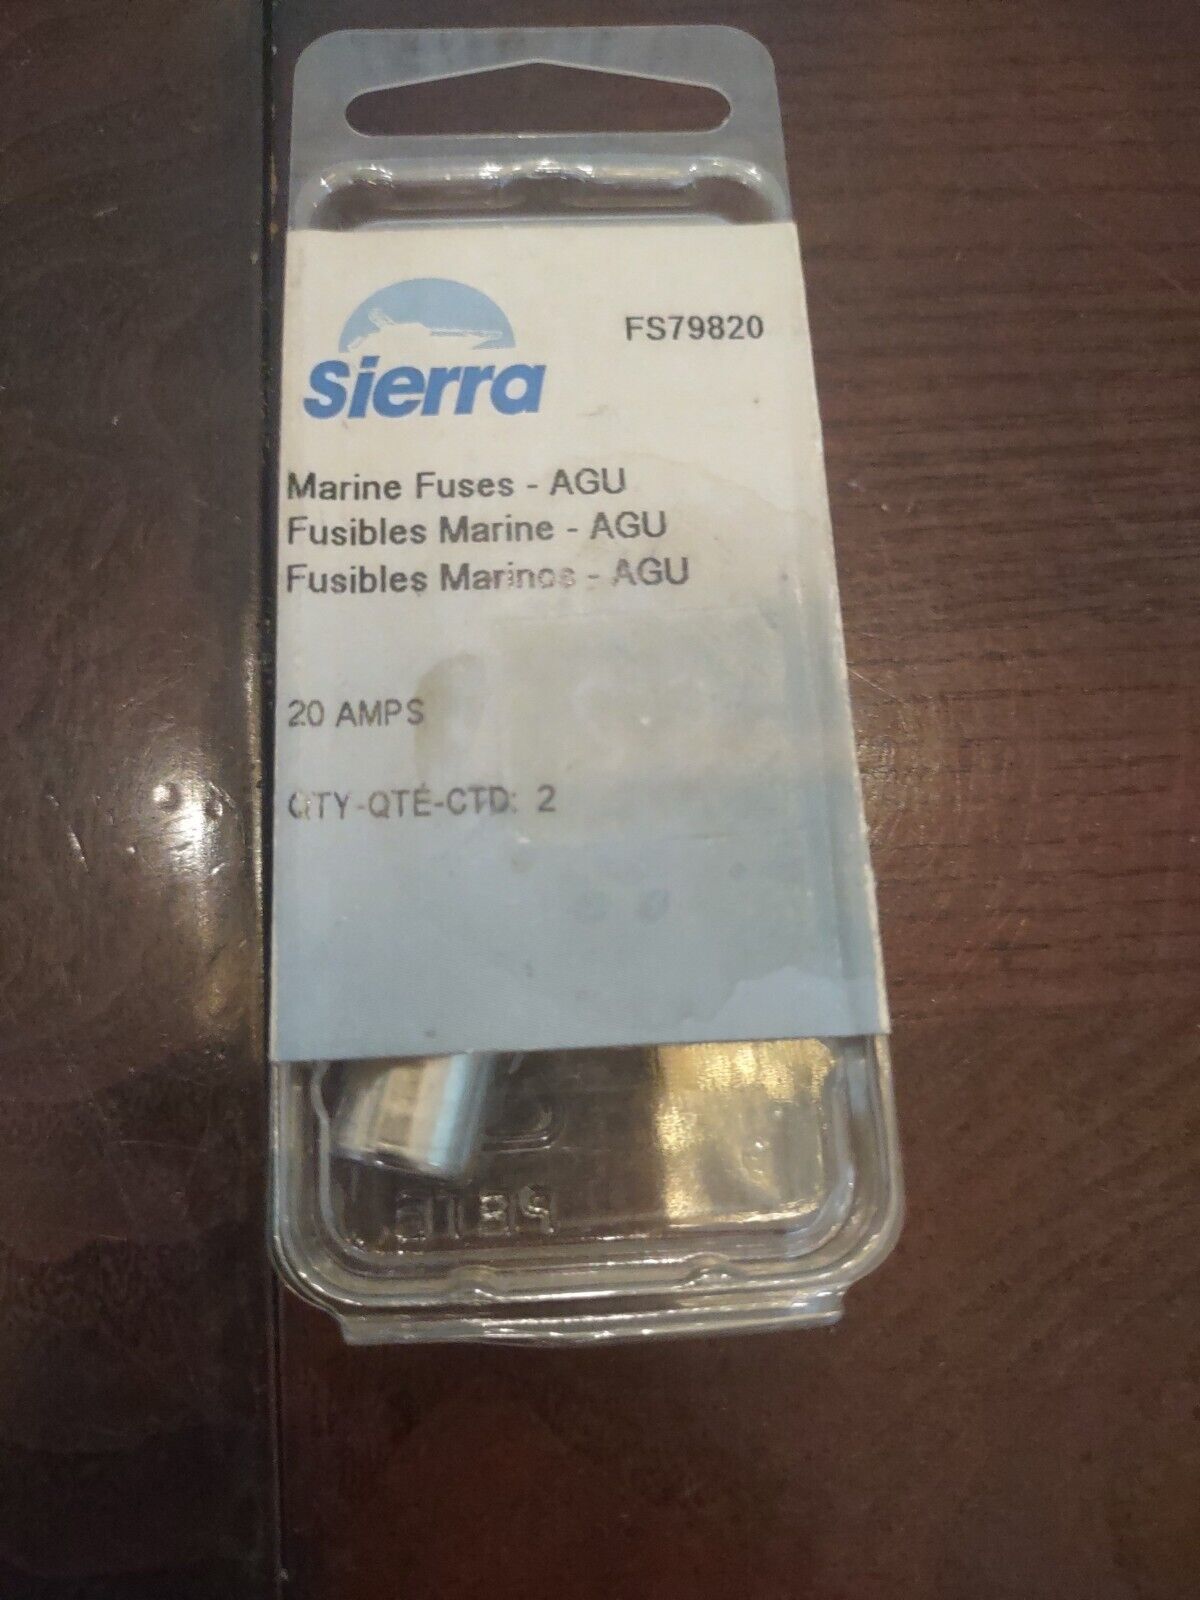 Sierra
FS79820
Marine Fuses - AGU
Fusibles Marine - AGU
Fusibles Marinos - AGU
20 AMPS
QTY-QTÉ-CTD: 2